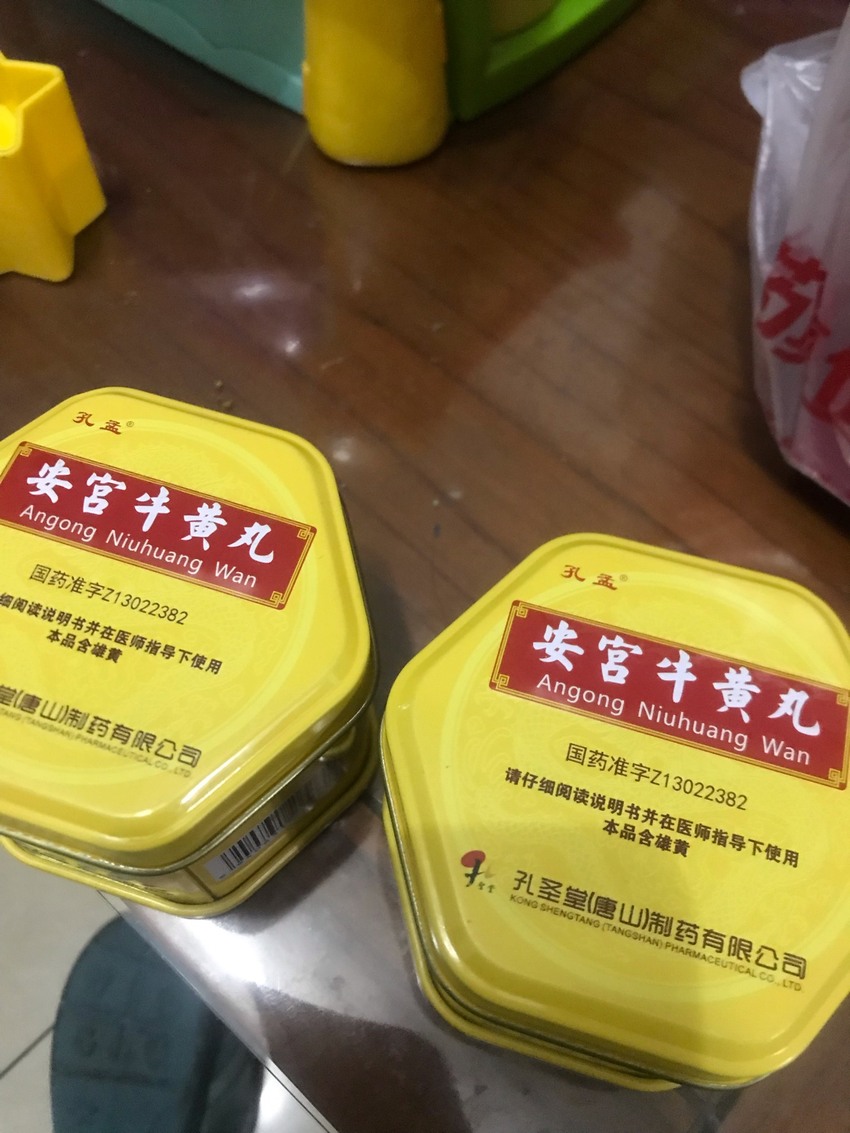 孔孟®
安宫牛黄丸
Angong Niuhuang Wan
国药准字Z13022382
细阅读说明书并在医师指导下使用
本品含雄黄
堂(唐山)制药有限公司
TANG (TANGSHAN) PHARMACEUTICAL CO., LTD.
孔孟®
安宫牛黄丸
Angong Niuhuang Wan
国药准字Z13022382
请仔细阅读说明书并在医师指导下使用
本品含雄黄
孔圣堂(唐山)制药有限公司
KONG SHENGTANG (TANGSHAN) PHARMACEUTICAL CO., LTD.